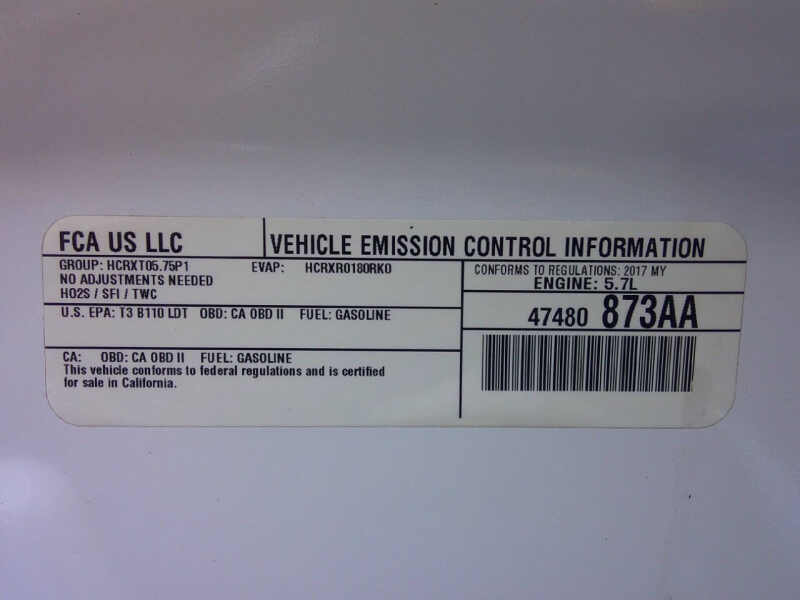 FCA US LLC
VEHICLE EMISSION CONTROL INFORMATION
GROUP: HCRXT05.75P1 EVAP: HCRXR0180RK0
NO ADJUSTMENTS NEEDED
HO2S / SFI / TWC
U.S. EPA: T3 B110 LDT OBD: CA OBD II FUEL: GASOLINE
CA: OBD: CA OBD II FUEL: GASOLINE
This vehicle conforms to federal regulations and is certified
for sale in California.
CONFORMS TO REGULATIONS: 2017 MY
ENGINE: 5.7L
47480 873AA